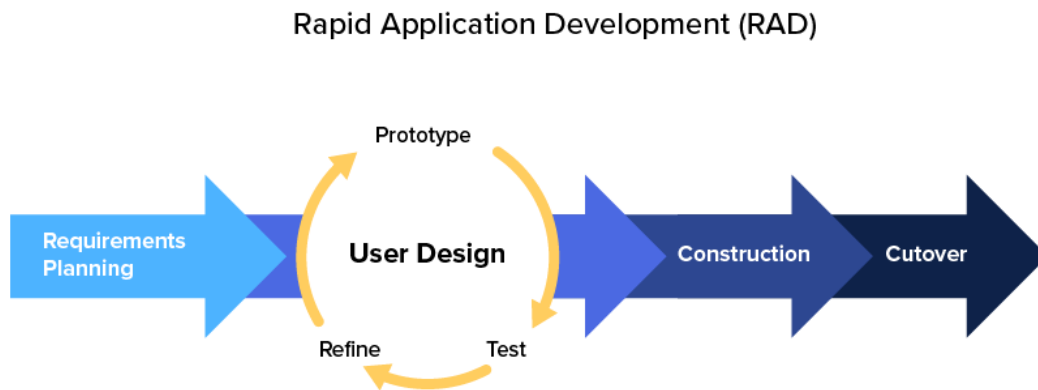 Rapid Application Development (RAD)
Prototype
Requirements
Planning
User Design
Construction
Cutover
Refine
Test